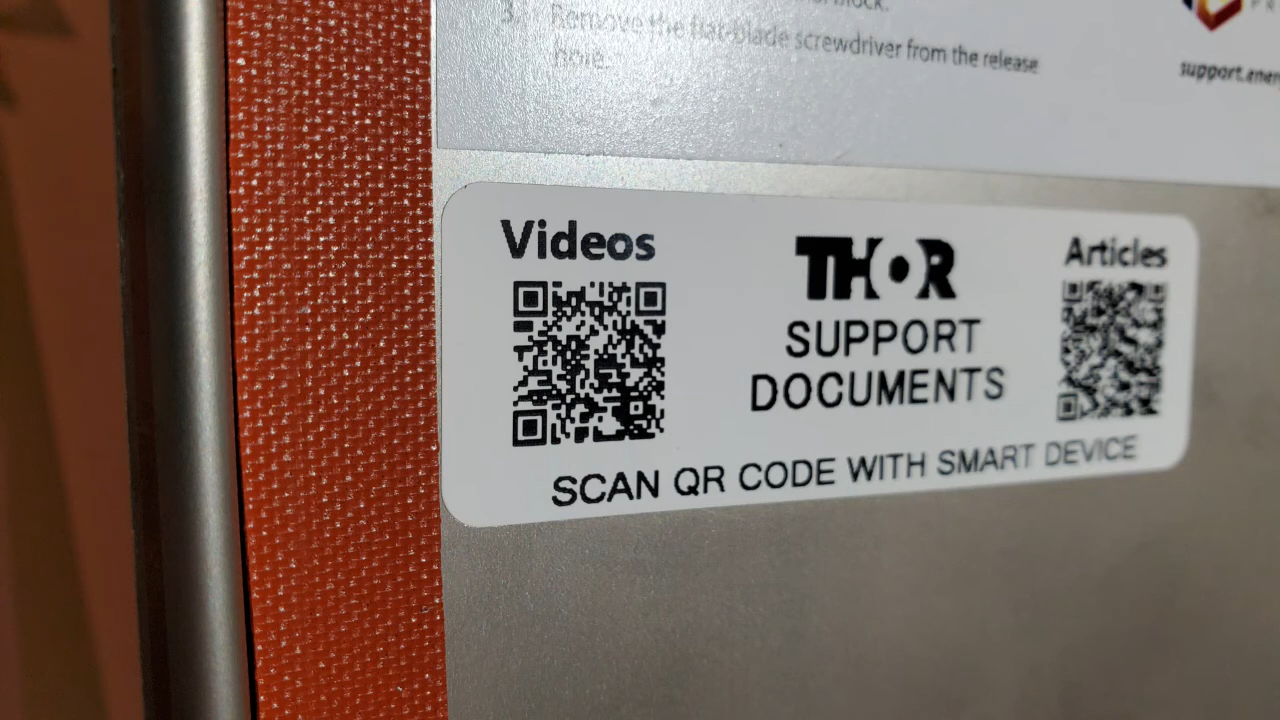 3. Remove the flat-blade screwdriver from the release
hole.
support.ener
Videos
THOR
SUPPORT
DOCUMENTS
Articles
SCAN QR CODE WITH SMART DEVICE